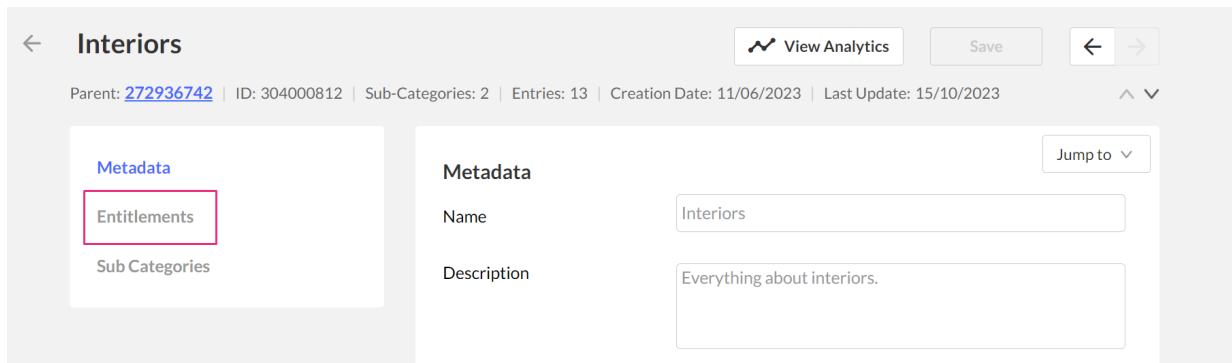 Interiors
View Analytics
Save
Parent: 272936742 | ID: 304000812 | Sub-Categories: 2 | Entries: 13 | Creation Date: 11/06/2023 | Last Update: 15/10/2023
Metadata
Entitlements
Sub Categories
Jump to
Metadata
Name
Interiors
Description
Everything about interiors.